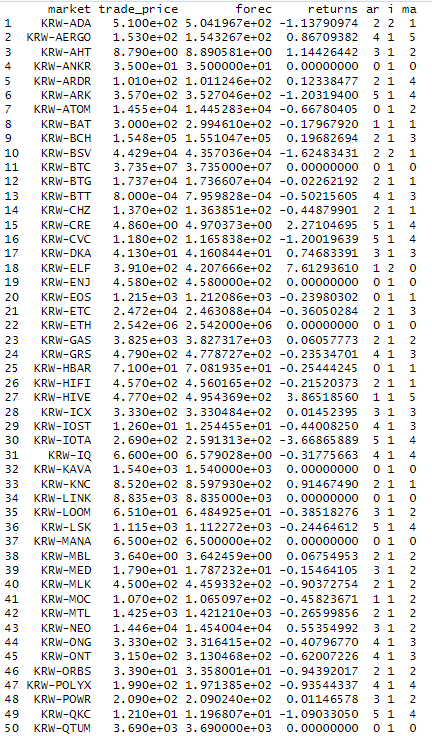 market trade_price forec returns ar i ma
1 KRW-ADA 5.100e+02 5.041967e+02 -1.13790974 2 2 1
2 KRW-AERGO 1.530e+02 1.543267e+02 0.86709382 4 1 5
3 KRW-AHT 8.790e+00 8.890581e+00 1.14426442 3 1 2
4 KRW-ANKR 3.500e+01 3.500000e+01 0.00000000 0 1 0
5 KRW-ARDR 1.010e+02 1.011246e+02 0.12338477 2 1 4
6 KRW-ARK 3.570e+02 3.527046e+02 -1.20319400 5 1 4
7 KRW-ATOM 1.455e+04 1.445283e+04 -0.66780405 0 1 2
8 KRW-BAT 3.000e+02 2.994610e+02 -0.17967920 1 1 1
9 KRW-BCH 1.548e+05 1.551047e+05 0.19682694 2 1 3
10 KRW-BSV 4.429e+04 4.357036e+04 -1.62483431 2 2 1
11 KRW-BTC 3.735e+07 3.735000e+07 0.00000000 0 1 0
12 KRW-BTG 1.737e+04 1.736607e+04 -0.02262192 2 1 1
13 KRW-BTT 8.000e-04 7.959828e-04 -0.50215605 4 1 3
14 KRW-CHZ 1.370e+02 1.363851e+02 -0.44879901 2 1 1
15 KRW-CRE 4.860e+00 4.970373e+00 2.27104695 5 1 4
16 KRW-CVC 1.180e+02 1.165838e+02 -1.20019639 5 1 4
17 KRW-DKA 4.130e+01 4.160844e+01 0.74683391 3 1 3
18 KRW-ELF 3.910e+02 4.207666e+02 7.61293610 1 2 0
19 KRW-ENJ 4.580e+02 4.580000e+02 0.00000000 0 1 0
20 KRW-EOS 1.215e+03 1.212086e+03 -0.23980302 0 1 1
21 KRW-ETC 2.472e+04 2.463088e+04 -0.36050284 2 1 3
22 KRW-ETH 2.542e+06 2.542000e+06 0.00000000 0 1 0
23 KRW-GAS 3.825e+03 3.827317e+03 0.06057773 2 1 2
24 KRW-GRS 4.790e+02 4.778727e+02 -0.23534701 4 1 3
25 KRW-HBAR 7.100e+01 7.081935e+01 -0.25444245 0 1 1
26 KRW-HIFI 4.570e+02 4.560165e+02 -0.21520373 2 1 1
27 KRW-HIVE 4.770e+02 4.954369e+02 3.86518560 1 1 5
28 KRW-ICX 3.330e+02 3.330484e+02 0.01452395 3 1 3
29 KRW-IOST 1.260e+01 1.254455e+01 -0.44008250 4 1 3
30 KRW-IOTA 2.690e+02 2.591313e+02 -3.66865889 5 1 4
31 KRW-IQ 6.600e+00 6.579028e+00 -0.31775663 4 1 4
32 KRW-KAVA 1.540e+03 1.540000e+03 0.00000000 0 1 0
33 KRW-KNC 8.520e+02 8.597930e+02 0.91467490 2 1 1
34 KRW-LINK 8.835e+03 8.835000e+03 0.00000000 0 1 0
35 KRW-LOOM 6.510e+01 6.484925e+01 -0.38518276 3 1 2
36 KRW-LSK 1.115e+03 1.112272e+03 -0.24464612 5 1 4
37 KRW-MANA 6.500e+02 6.500000e+02 0.00000000 0 1 0
38 KRW-MBL 3.640e+00 3.642459e+00 0.06754953 2 1 2
39 KRW-MED 1.790e+01 1.787232e+01 -0.15464105 3 1 2
40 KRW-MLK 4.500e+02 4.459332e+02 -0.90372754 2 1 2
41 KRW-MOC 1.070e+02 1.065097e+02 -0.45823671 1 1 2
42 KRW-MTL 1.425e+03 1.421210e+03 -0.26599856 2 1 2
43 KRW-NEO 1.446e+04 1.454004e+04 0.55354992 3 1 2
44 KRW-ONG 3.330e+02 3.316415e+02 -0.40796770 4 1 3
45 KRW-ONT 3.150e+02 3.130468e+02 -0.62007226 4 1 3
46 KRW-ORBS 3.390e+01 3.358001e+01 -0.94392017 2 1 2
47 KRW-POLYX 1.990e+02 1.971385e+02 -0.93544337 4 1 4
48 KRW-POWR 2.090e+02 2.090240e+02 0.01146578 3 1 2
49 KRW-QKC 1.210e+01 1.196807e+01 -1.09033050 5 1 4
50 KRW-QTUM 3.690e+03 3.690000e+03 0.00000000 0 1 0